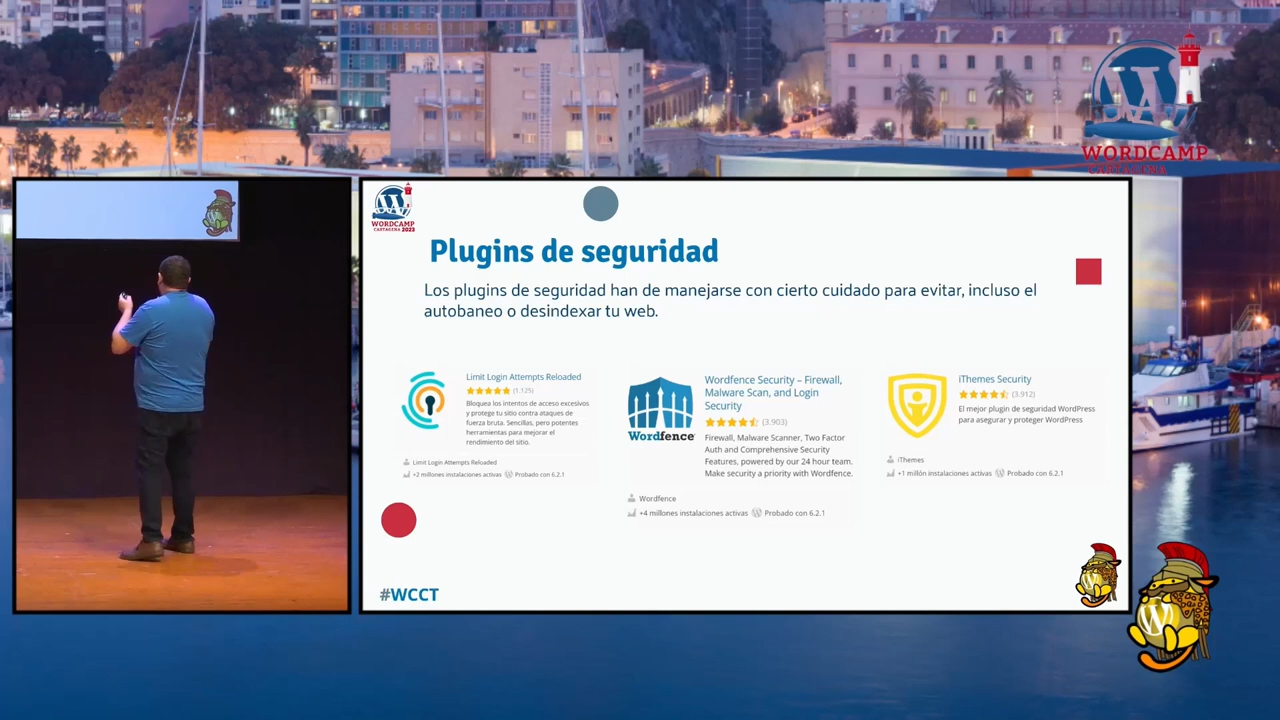 WORDCAMP
CARTAGENA
WORDCAMP
CARTAGENA 2023
Plugins de seguridad
Los plugins de seguridad han de manejarse con cierto cuidado para evitar, incluso el
autobaneo o desindexar tu web.
Limit Login Attempts Reloaded
(1.125)
Bloquea los intentos de acceso excesivos
y protege tu sitio contra ataques de
fuerza bruta. Sencillas, pero potentes
herramientas para mejorar el
rendimiento del sitio.
Limit Login Attempts Reloaded
+2 millones instalaciones activas
Probado con 6.2.1
Wordfence
Wordfence Security – Firewall,
Malware Scan, and Login
Security
(3.903)
Firewall, Malware Scanner, Two Factor
Auth and Comprehensive Security
Features, powered by our 24 hour team.
Make security a priority with Wordfence.
Wordfence
+4 millones instalaciones activas
Probado con 6.2.1
iThemes Security
(3.912)
El mejor plugin de seguridad WordPress
para asegurar y proteger WordPress
iThemes
+1 millón instalaciones activas
Probado con 6.2.1
#WCCT